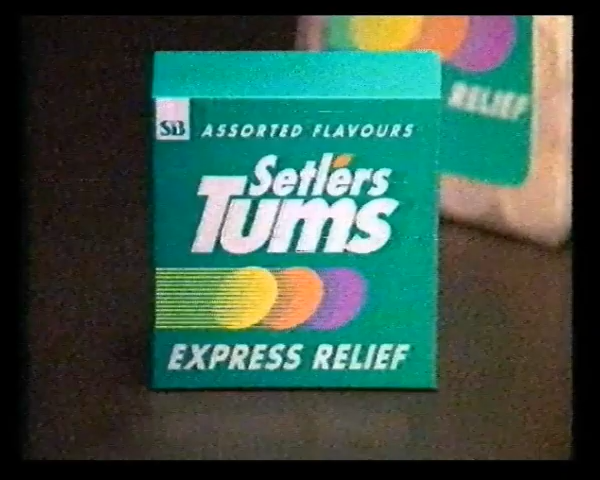 RELIEF
SB
ASSORTED FLAVOURS
Setlers
Tums
EXPRESS RELIEF